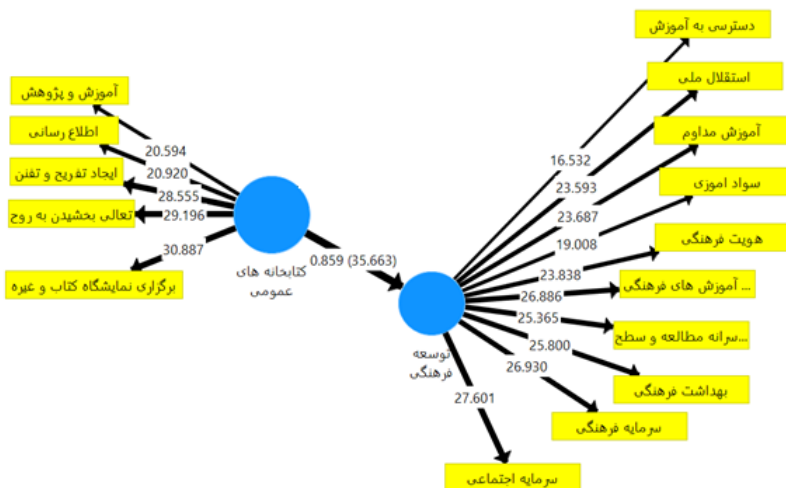 دسترسی به آموزش
استقلال ملی
آموزش مداوم
سواد اموزی
هویت فرهنگی
آموزش های فرهنگی ...
سرانه مطالعه و سطح...
بهداشت فرهنگی
سرمایه فرهنگی
سرمایه اجتماعی
16.532
23.593
23.687
19.008
23.838
26.886
25.365
25.800
26.930
27.601
توسعه
فرهنگی
0.859 (35.663)
کتابخانه های
عمومی
20.594
20.920
28.555
29.196
30.887
آموزش و پژوهش
اطلاع رسانی
ایجاد تفریح و تفنن
تعالی بخشیدن به روح
برگزاری نمایشگاه کتاب و غیره